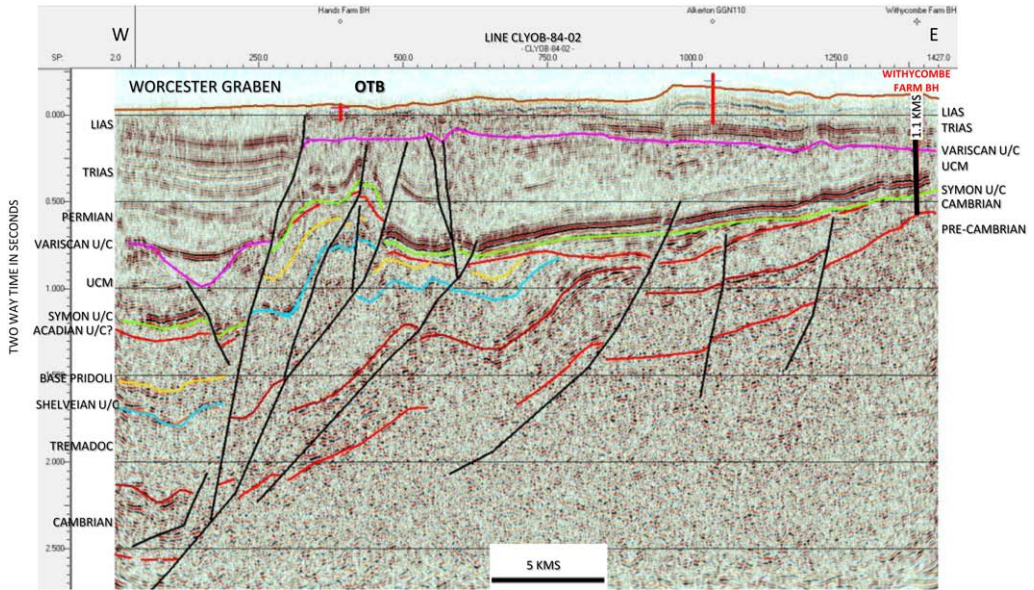 Hands Farm BH
Alkerton GGN110
Withycombe Farm BH
W
LINE CLYOB-84-02
E
- CLYOB-84-02 -
SP:
2.0
250.0
500.0
750.0
1000.0
1250.0
1427.0
WORCESTER GRABEN
OTB
WITHYCOMBE
FARM BH
0.000
LIAS
TRIAS
0.500
PERMIAN
VARISCAN U/C
1.000
UCM
SYMON U/C
ACADIAN U/C?
BASE PRIDOLI
SHELVEIAN U/C
TREMADOC
2.000
CAMBRIAN
2.500
TWO WAY TIME IN SECONDS
1.1 KMS
LIAS
TRIAS
VARISCAN U/C
UCM
SYMON U/C
CAMBRIAN
PRE-CAMBRIAN
5 KMS